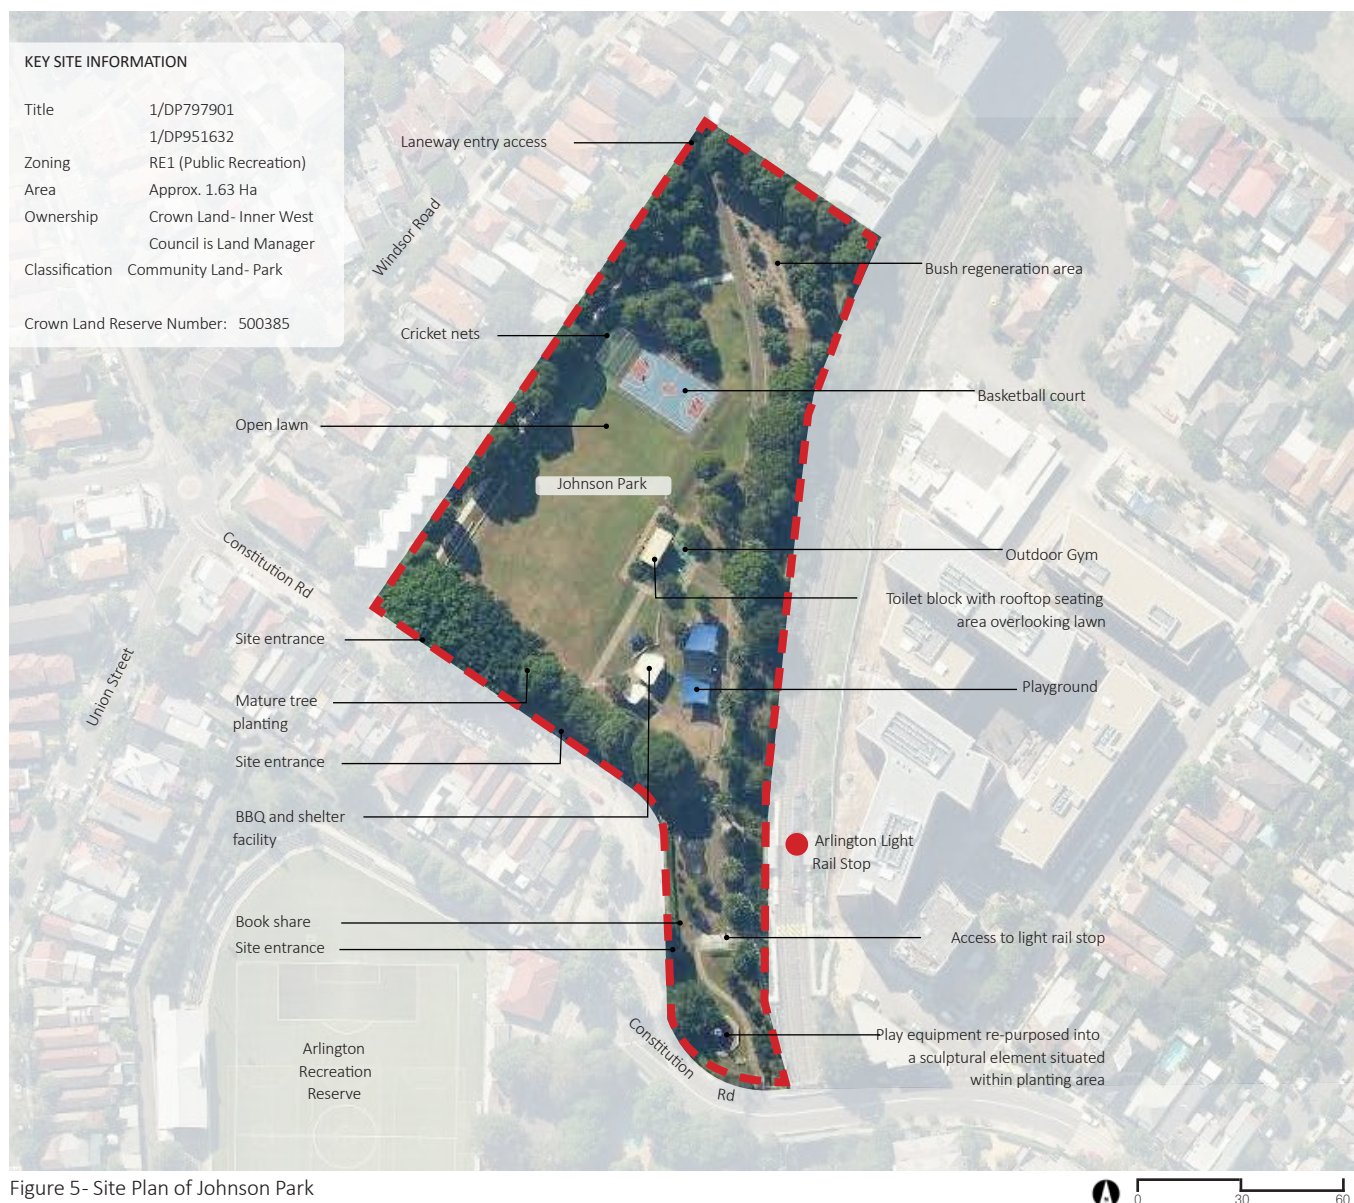 KEY SITE INFORMATION
Title 1/DP797901
1/DP951632
Zoning RE1 (Public Recreation)
Area Approx. 1.63 Ha
Ownership Crown Land- Inner West
Council is Land Manager
Classification Community Land- Park
Crown Land Reserve Number: 500385
Laneway entry access
Windsor Road
Bush regeneration area
Cricket nets
Basketball court
Open lawn
Johnson Park
Constitution Rd
Outdoor Gym
Toilet block with rooftop seating
area overlooking lawn
Site entrance
Union Street
Playground
Mature tree
planting
Site entrance
BBQ and shelter
facility
Arlington Light
Rail Stop
Book share
Site entrance
Access to light rail stop
Constitution
Rd
Play equipment re-purposed into
a sculptural element situated
within planting area
Arlington
Recreation
Reserve
Figure 5- Site Plan of Johnson Park
0 30 60